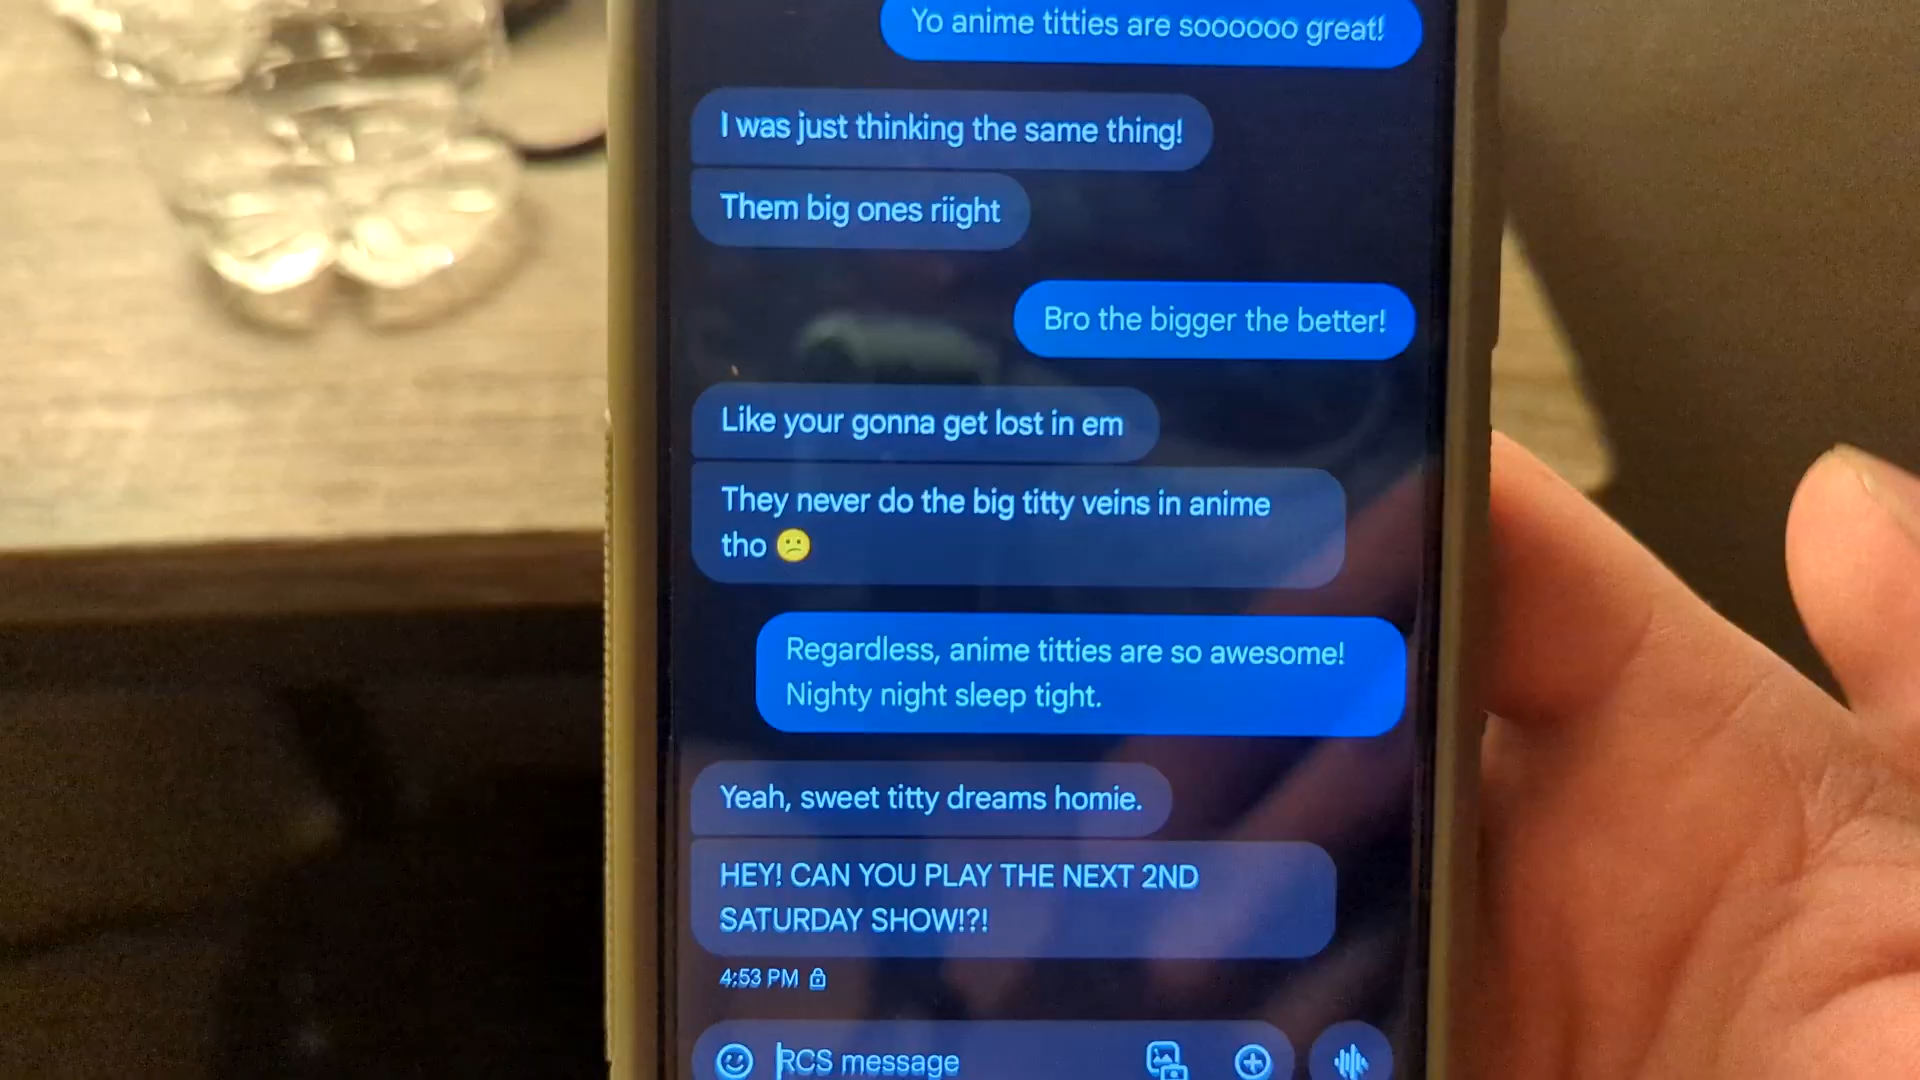 Yo anime titties are soooooo great!
I was just thinking the same thing!
Them big ones riight
Bro the bigger the better!
Like your gonna get lost in em
They never do the big titty veins in anime
tho 😕
Regardless, anime titties are so awesome!
Nighty night sleep tight.
Yeah, sweet titty dreams homie.
HEY! CAN YOU PLAY THE NEXT 2ND
SATURDAY SHOW!?!
4:53 PM
RCS message